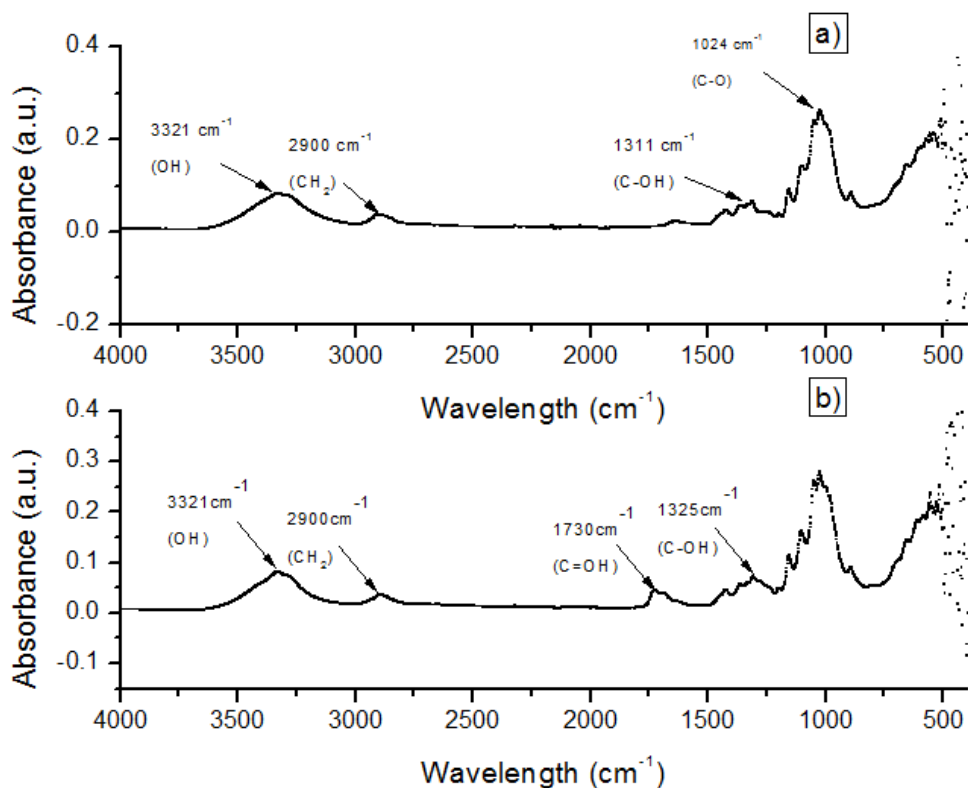 a)
1024 cm⁻¹
(C-O)
3321 cm⁻¹
(OH)
2900 cm⁻¹
(CH₂)
1311 cm⁻¹
(C-OH)
Absorbance (a.u.)
0.4
0.2
0.0
-0.2
4000 3500 3000 2500 2000 1500 1000 500
Wavelength (cm⁻¹)
b)
3321cm⁻¹
(OH)
2900cm⁻¹
(CH₂)
1730cm⁻¹
(C=OH)
1325cm⁻¹
(C-OH)
Absorbance (a.u.)
0.4
0.3
0.2
0.1
0.0
-0.1
4000 3500 3000 2500 2000 1500 1000 500
Wavelength (cm⁻¹)